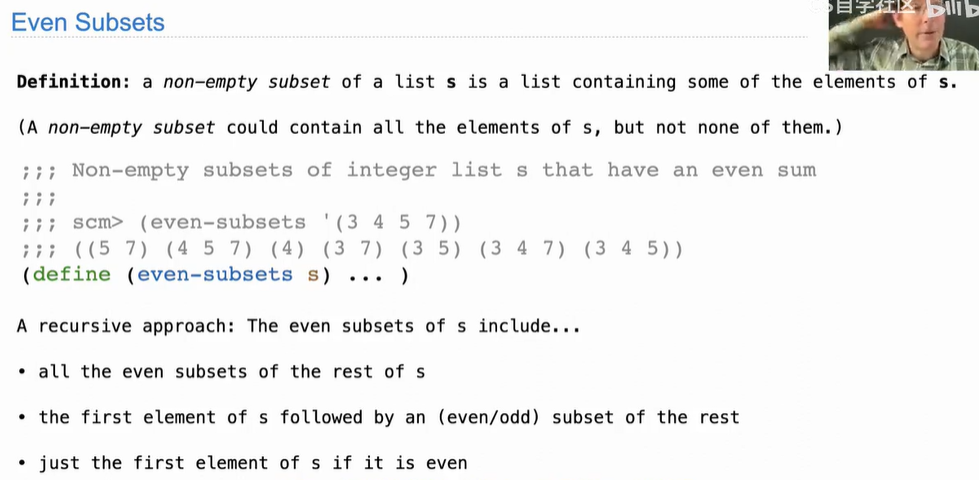 Even Subsets
自学社区 bilib
Definition: a non-empty subset of a list s is a list containing some of the elements of s.
(A non-empty subset could contain all the elements of s, but not none of them.)
;;; Non-empty subsets of integer list s that have an even sum
;;;
;;; scm> (even-subsets '(3 4 5 7))
;;; ((5 7) (4 5 7) (4) (3 7) (3 5) (3 4 7) (3 4 5))
(define (even-subsets s) ... )
A recursive approach: The even subsets of s include...
• all the even subsets of the rest of s
• the first element of s followed by an (even/odd) subset of the rest
• just the first element of s if it is even